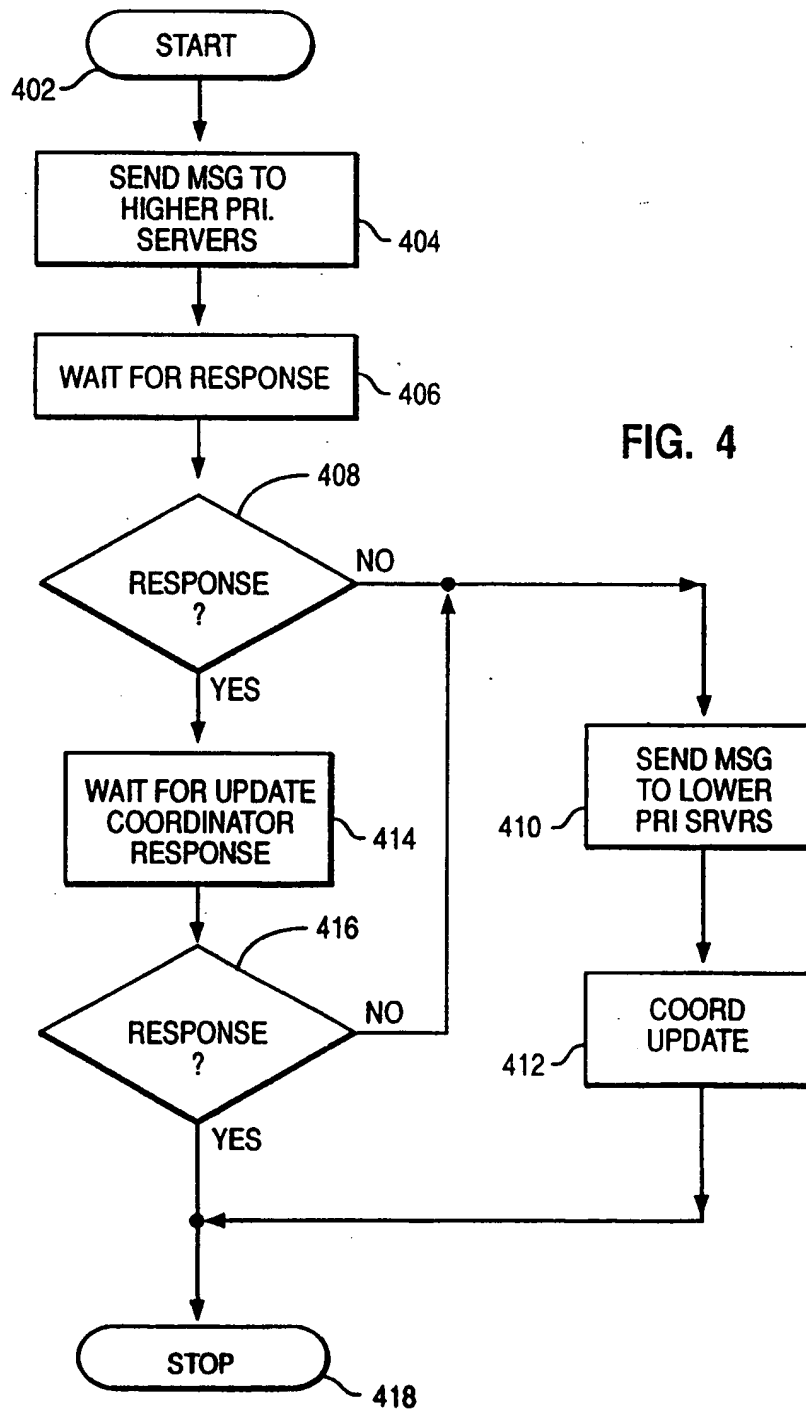 START
402
SEND MSG TO
HIGHER PRI.
SERVERS
404
WAIT FOR RESPONSE
406
FIG. 4
408
RESPONSE
?
NO
YES
WAIT FOR UPDATE
COORDINATOR
RESPONSE
414
SEND MSG
TO LOWER
PRI SRVRS
410
416
RESPONSE
?
NO
YES
COORD
UPDATE
412
STOP
418